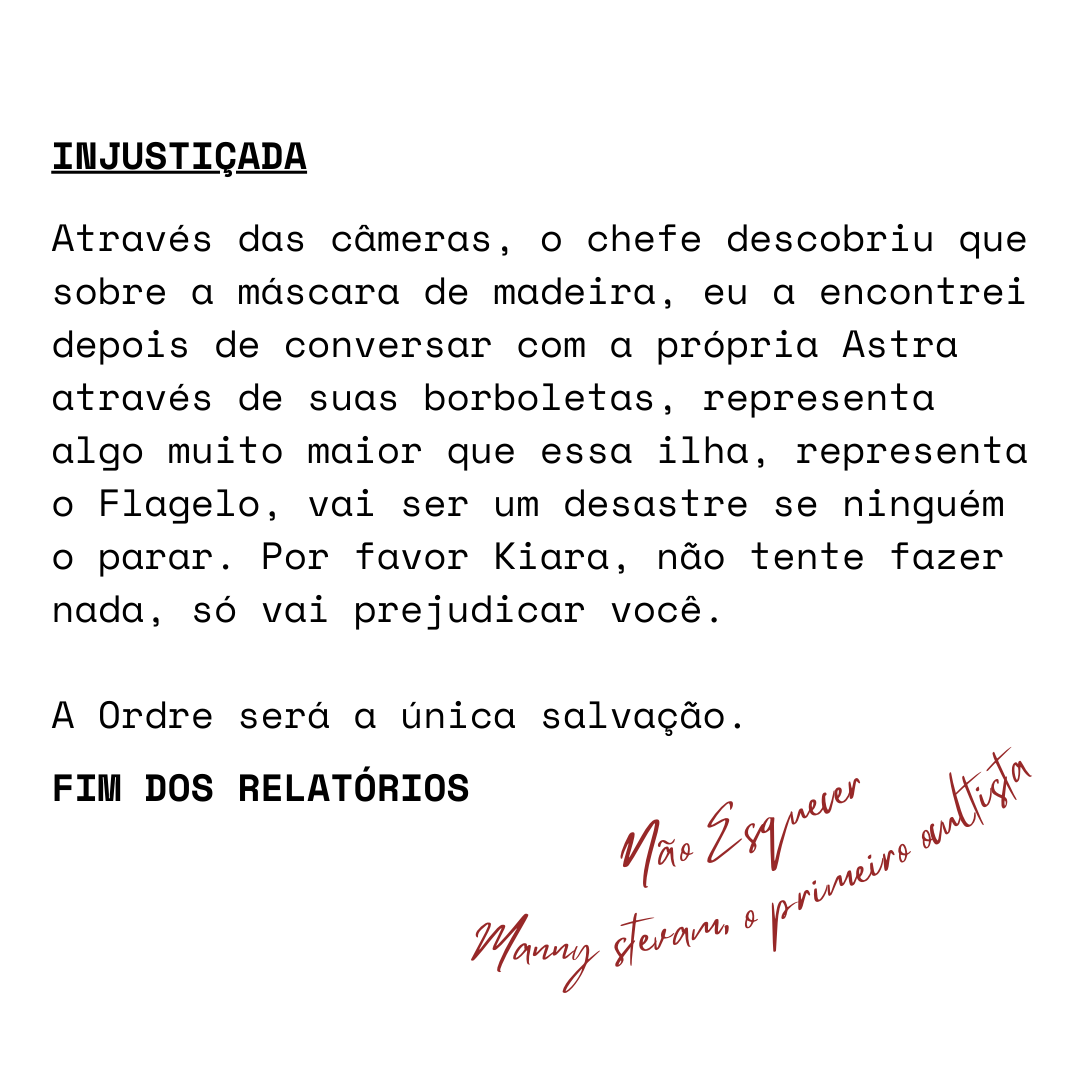 INJUSTIÇADA
Através das câmeras, o chefe descobriu que
sobre a máscara de madeira, eu a encontrei
depois de conversar com a própria Astra
através de suas borboletas, representa
algo muito maior que essa ilha, representa
o Flagelo, vai ser um desastre se ninguém
o parar. Por favor Kiara, não tente fazer
nada, só vai prejudicar você.
A Ordre será a única salvação.
FIM DOS RELATÓRIOS
Não Esquecer
Manny stevam, o primeiro